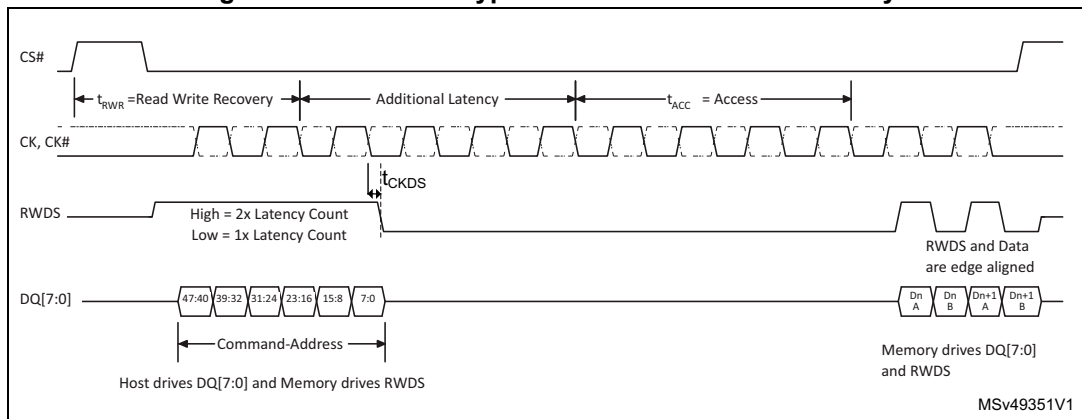 CS#
tRWR =Read Write Recovery
Additional Latency
tACC = Access
CK, CK#
tCKDS
RWDS
High = 2x Latency Count
Low = 1x Latency Count
RWDS and Data
are edge aligned
DQ[7:0]
47:40 39:32 31:24 23:16 15:8 7:0
Dn A Dn B Dn+1 A Dn+1 B
Command-Address
Host drives DQ[7:0] and Memory drives RWDS
Memory drives DQ[7:0]
and RWDS
MSv49351V1